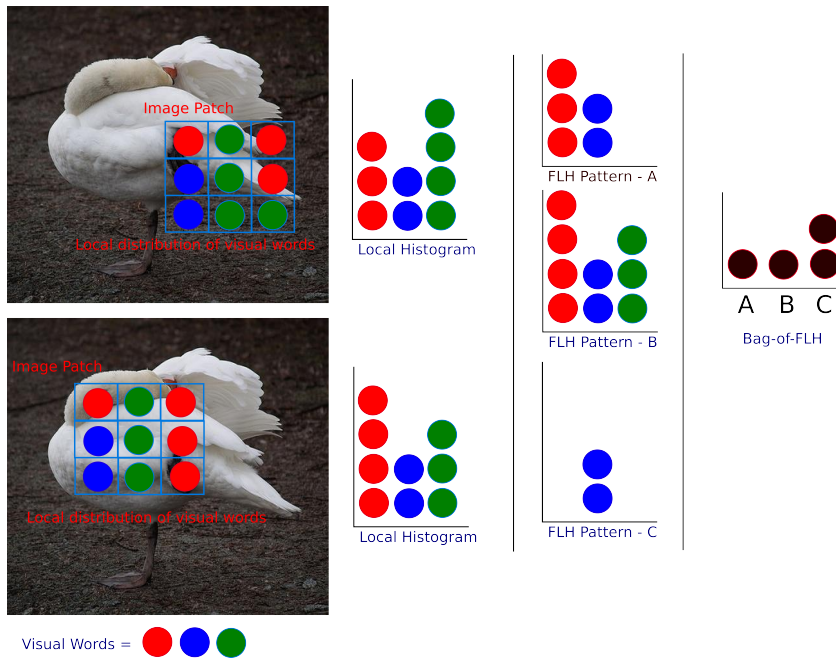 Image Patch
Local distribution of visual words
Local Histogram
FLH Pattern - A
FLH Pattern - B
A B C
Bag-of-FLH
Image Patch
Local distribution of visual words
Local Histogram
FLH Pattern - C
Visual Words =